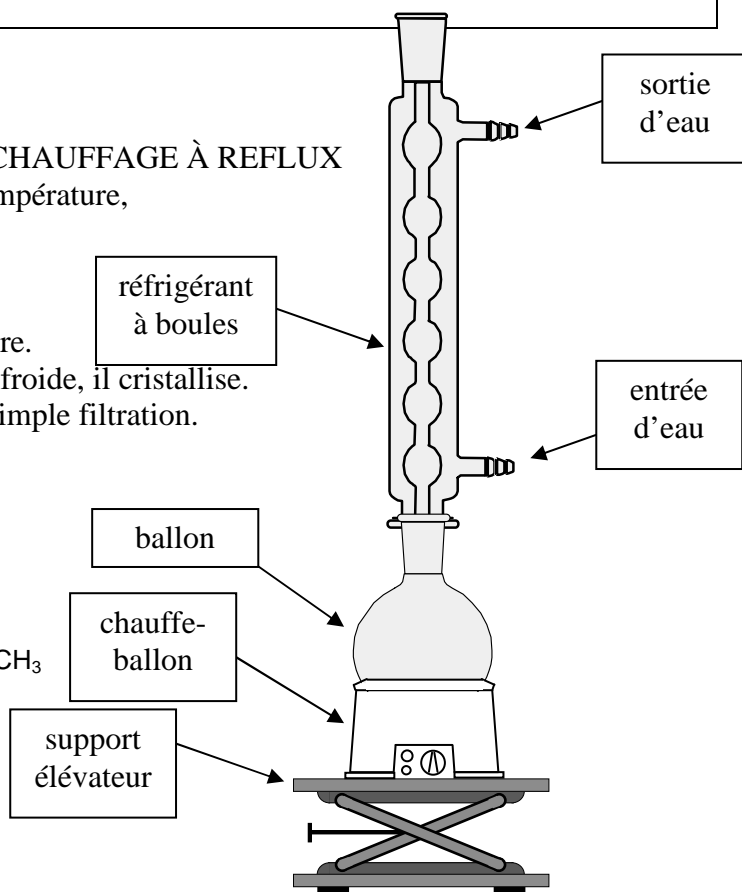 sortie
d’eau
CHAUFFAGE À REFLUX
mpérature,
réfrigérant
à boules
re.
froide, il cristallise.
imple filtration.
entrée
d’eau
ballon
chauffe-
ballon
CH₃
support
élévateur